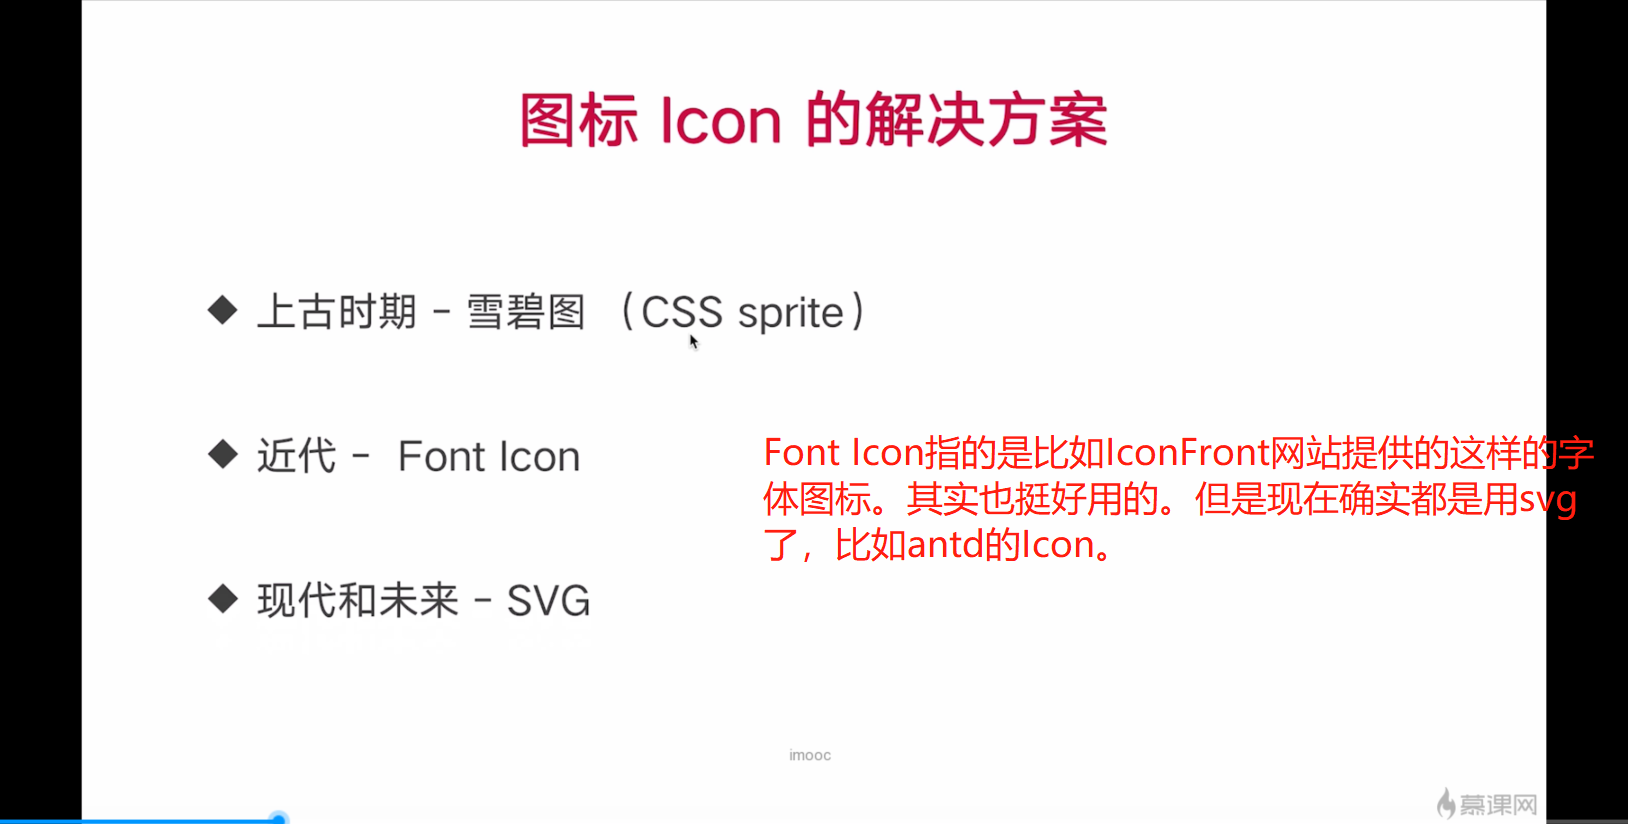 图标 Icon 的解决方案
◆ 上古时期 - 雪碧图 （CSS sprite）
◆ 近代 - Font Icon
Font Icon指的是比如IconFront网站提供的这样的字
体图标。其实也挺好用的。但是现在确实都是用svg
了，比如antd的Icon。
◆ 现代和未来 - SVG
imooc
慕课网